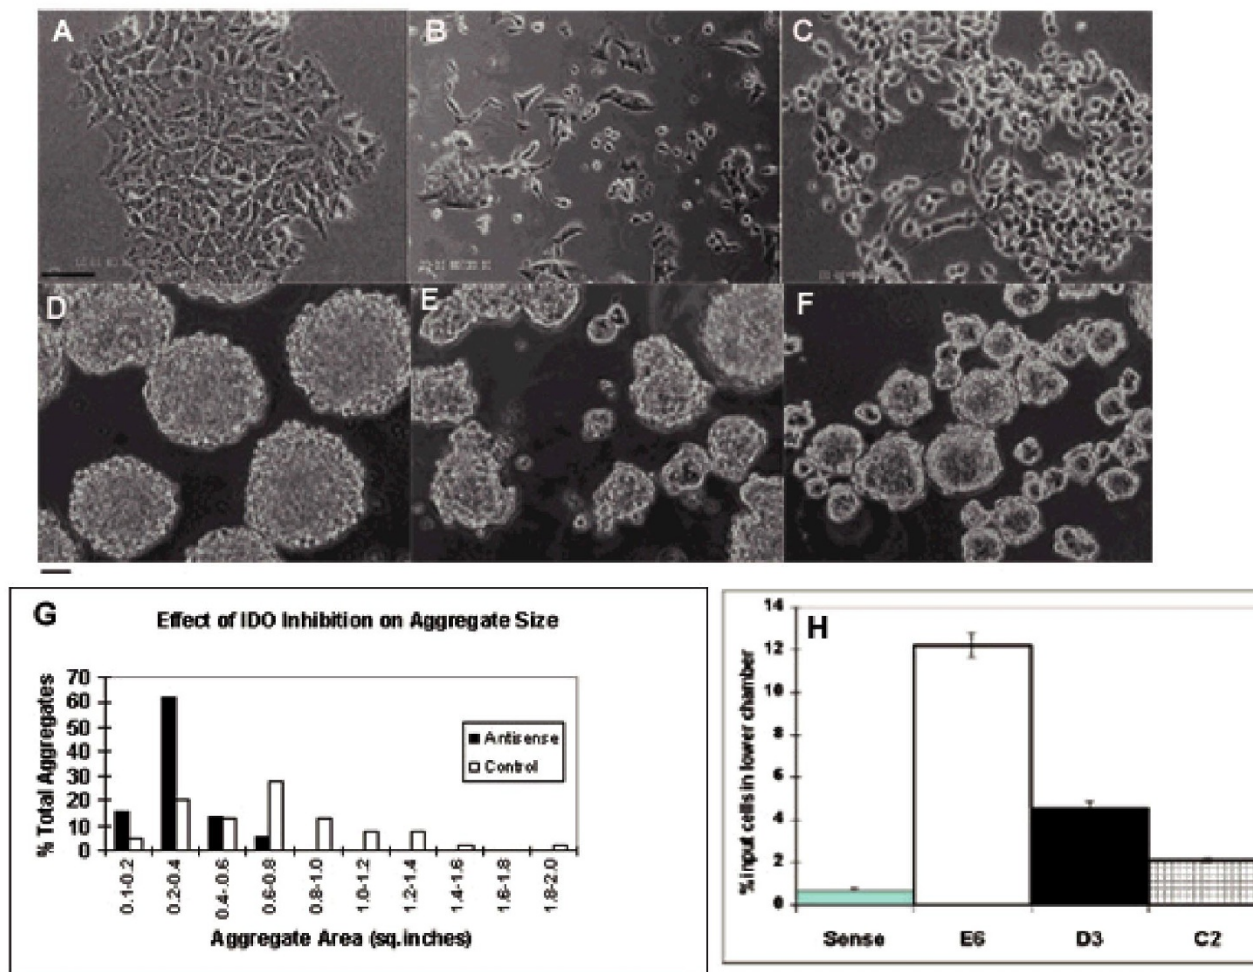 A
B
C
D
E
F
G
Effect of IDO Inhibition on Aggregate Size
% Total Aggregates
70
60
50
40
30
20
10
0
Antisense
Control
0.1-0.2
0.2-0.4
0.4-.0.6
0.6-0.8
0.8-1.0
1.0-1.2
1.2-1.4
1.4-1.6
1.6-1.8
1.8-2.0
Aggregate Area (sq.inches)
H
% input cells in lower chamber
14
12
10
8
6
4
2
0
Sense E6 D3 C2